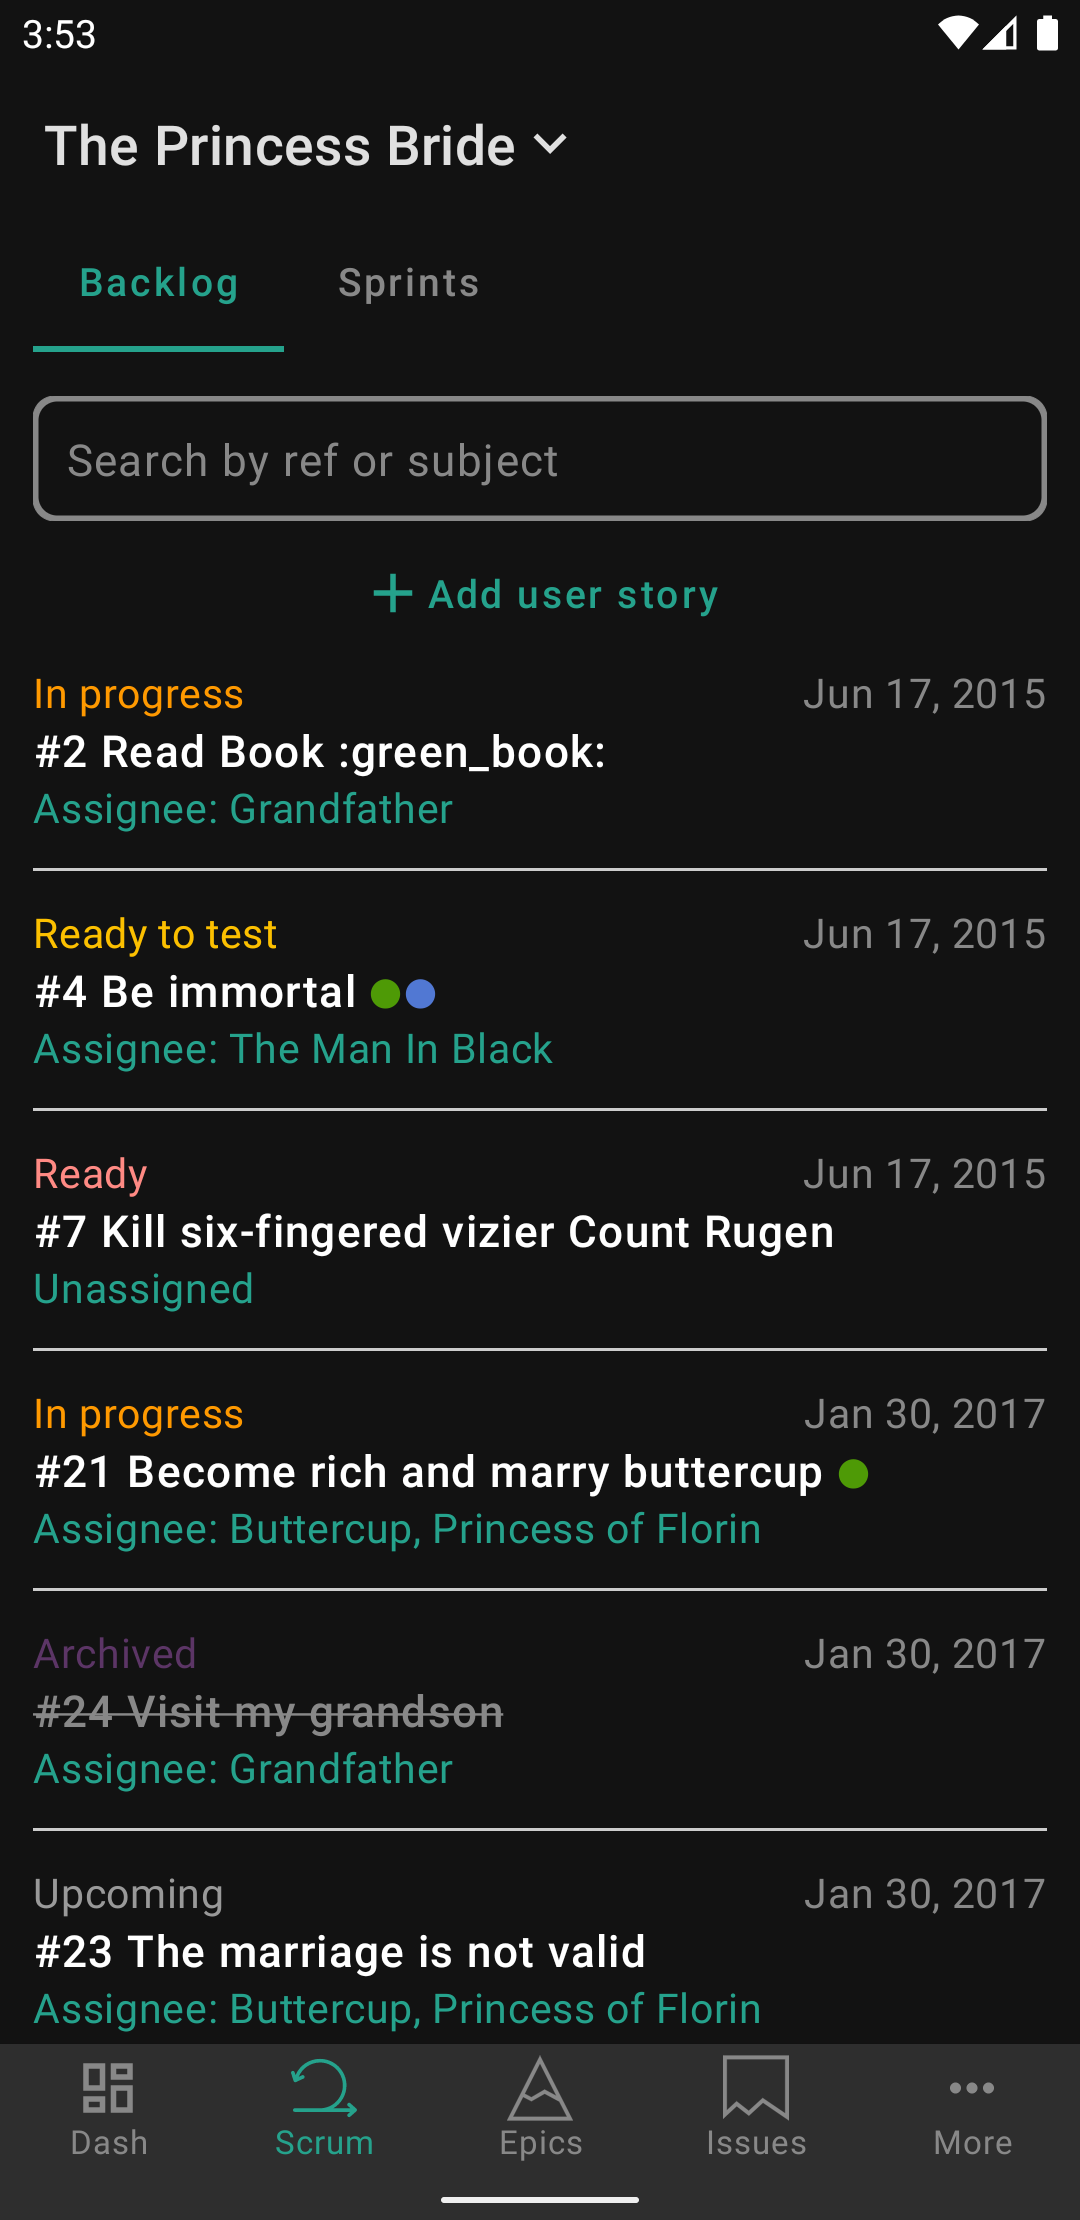 3:53
The Princess Bride
Backlog Sprints
Search by ref or subject
Add user story
In progress Jun 17, 2015
#2 Read Book :green_book:
Assignee: Grandfather
Ready to test Jun 17, 2015
#4 Be immortal
Assignee: The Man In Black
Ready Jun 17, 2015
#7 Kill six-fingered vizier Count Rugen
Unassigned
In progress Jan 30, 2017
#21 Become rich and marry buttercup
Assignee: Buttercup, Princess of Florin
Archived Jan 30, 2017
#24 Visit my grandson
Assignee: Grandfather
Upcoming Jan 30, 2017
#23 The marriage is not valid
Assignee: Buttercup, Princess of Florin
Dash Scrum Epics Issues More